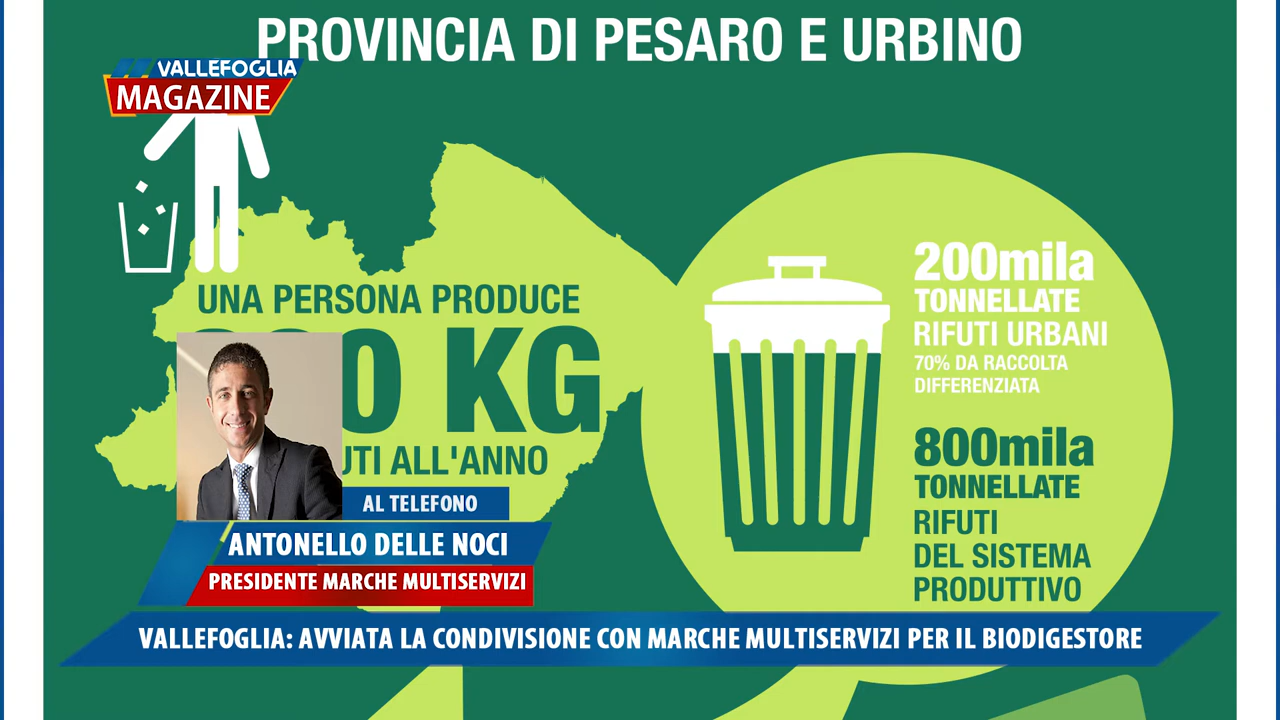 PROVINCIA DI PESARO E URBINO
VALLEFOGLIA
MAGAZINE
UNA PERSONA PRODUCE
KG
ALL'ANNO
200mila
TONNELLATE
RIFUTI URBANI
70% DA RACCOLTA
DIFFERENZIATA
800mila
TONNELLATE
RIFUTI
DEL SISTEMA
PRODUTTIVO
AL TELEFONO
ANTONELLO DELLE NOCI
PRESIDENTE MARCHE MULTISERVIZI
VALLEFOGLIA: AVVIATA LA CONDIVISIONE CON MARCHE MULTISERVIZI PER IL BIODIGESTORE